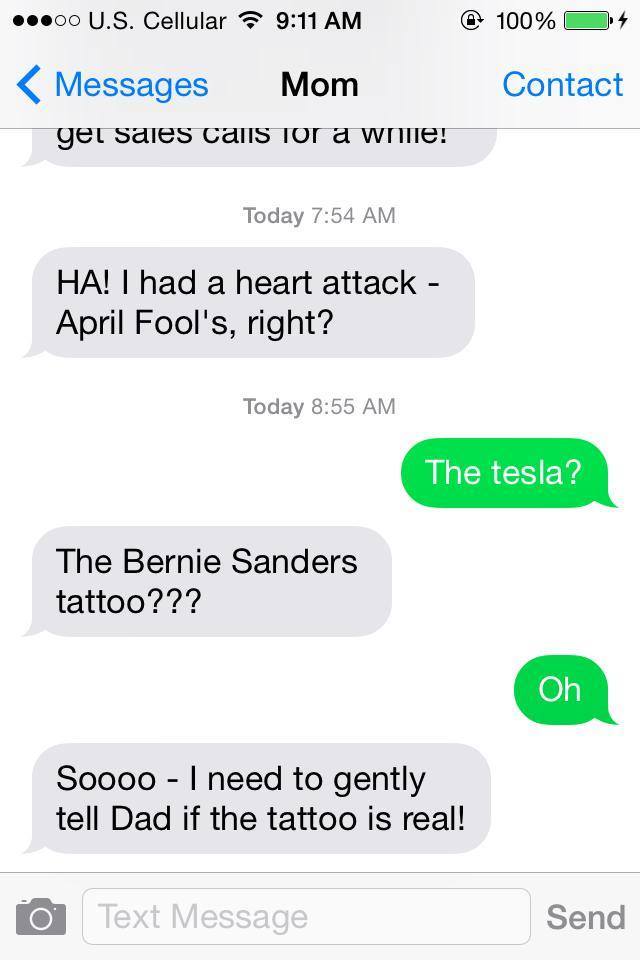 U.S. Cellular 9:11 AM 100%
Messages Mom Contact
get sales calls for a while!
Today 7:54 AM
HA! I had a heart attack -
April Fool's, right?
Today 8:55 AM
The tesla?
The Bernie Sanders
tattoo???
Oh
Soooo - I need to gently
tell Dad if the tattoo is real!
Text Message Send